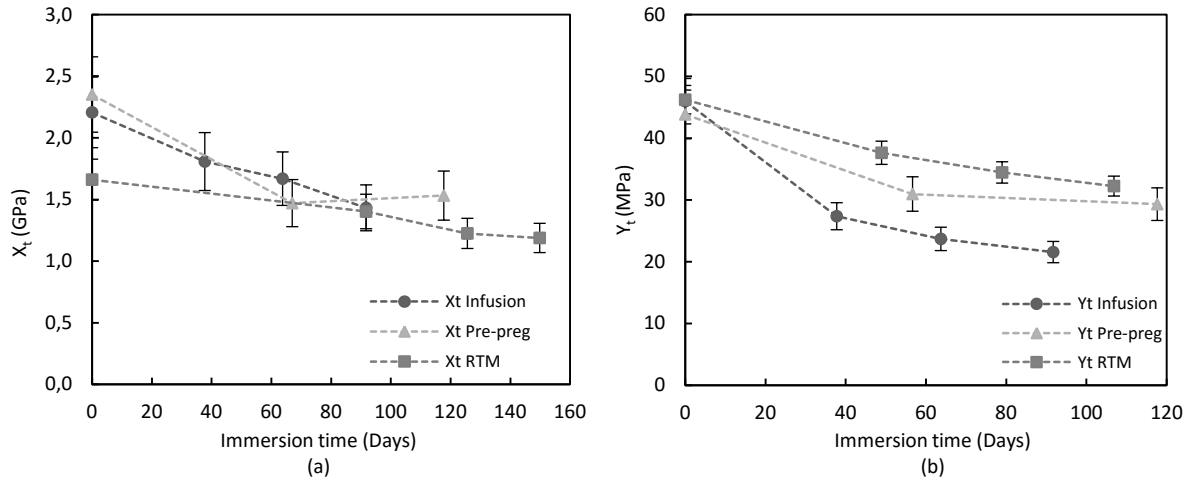 3,0
2,5
2,0
1,5
1,0
0,5
0,0
X_t (GPa)
Xt Infusion
Xt Pre-preg
Xt RTM
0 20 40 60 80 100 120 140 160
Immersion time (Days)
(a)
60
50
40
30
20
10
0
Y_t (MPa)
Yt Infusion
Yt Pre-preg
Yt RTM
0 20 40 60 80 100 120
Immersion time (Days)
(b)